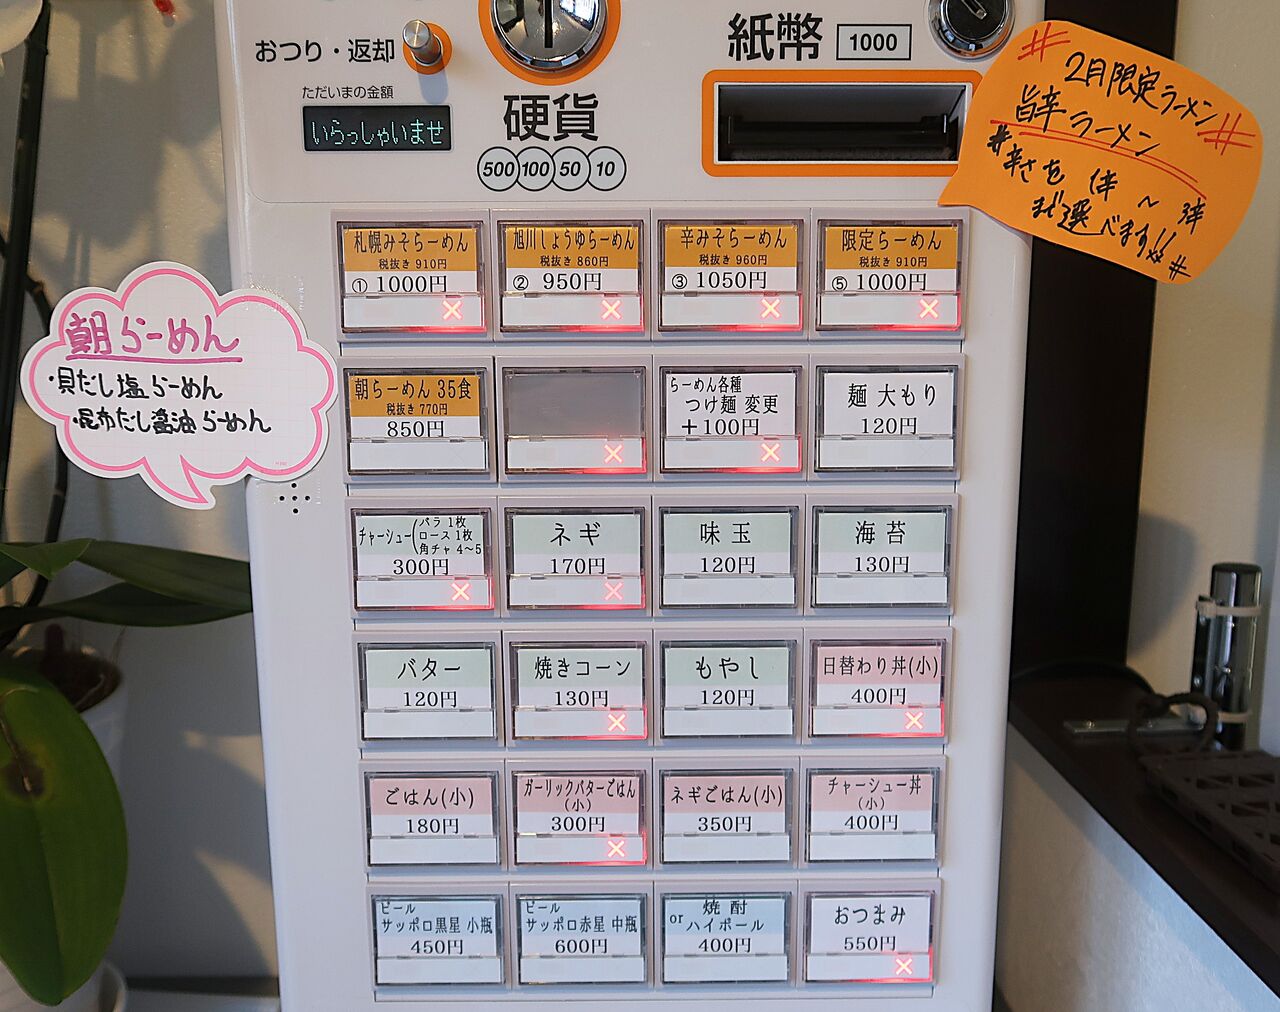 おつり・返却
ただいまの金額
いらっしゃいませ
硬貨
500 100 50 10
紙幣 1000
2月限定ラーメン
旨辛ラーメン
辛さを 1辛 〜 3辛
まで選べます!!
朝らーめん
・貝だし塩らーめん
・昆布だし醤油らーめん
札幌みそらーめん
税抜き 910円
① 1000円
旭川しょうゆらーめん
税抜き 860円
② 950円
辛みそらーめん
税抜き 960円
③ 1050円
限定らーめん
税抜き 910円
⑤ 1000円
朝らーめん 35食
税抜き 770円
850円
らーめん各種
つけ麺 変更
+100円
麺 大もり
120円
チャーシュー(バラ 1枚
ロース 1枚
角チャ 4〜5
300円
ネギ
170円
味玉
120円
海苔
130円
バター
120円
焼きコーン
130円
もやし
120円
日替わり丼(小)
400円
ごはん(小)
180円
ガーリックバターごはん
(小)
300円
ネギごはん(小)
350円
チャーシュー丼
(小)
400円
ビール
サッポロ黒星 小瓶
450円
ビール
サッポロ赤星 中瓶
600円
焼酎
orハイボール
400円
おつまみ
550円